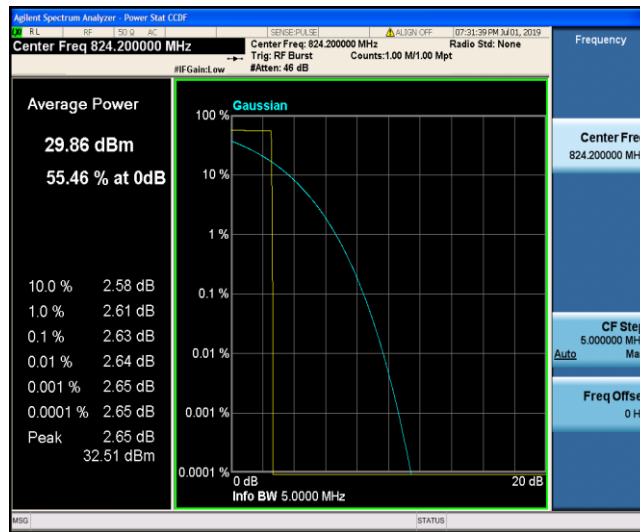 Agilent Spectrum Analyzer - Power Stat CCDF
RL RF 50 Ω AC SENSE:PULSE ALIGN OFF 07:31:39 PM Jul 01, 2019
Center Freq 824.200000 MHz
Center Freq: 824.200000 MHz Radio Std: None
Trig: RF Burst Counts:1.00 M/1.00 Mpt
#IFGain:Low #Atten: 46 dB
Frequency
Average Power
29.86 dBm
55.46 % at 0dB
10.0 % 2.58 dB
1.0 % 2.61 dB
0.1 % 2.63 dB
0.01 % 2.64 dB
0.001 % 2.65 dB
0.0001 % 2.65 dB
Peak 2.65 dB
32.51 dBm
Gaussian
100 %
10 %
1 %
0.1 %
0.01 %
0.001 %
0.0001 %
0 dB 20 dB
Info BW 5.0000 MHz
Center Fre
824.200000 MH
CF Step
5.000000 MH
Auto Ma
Freq Offse
0 H
MSG STATUS